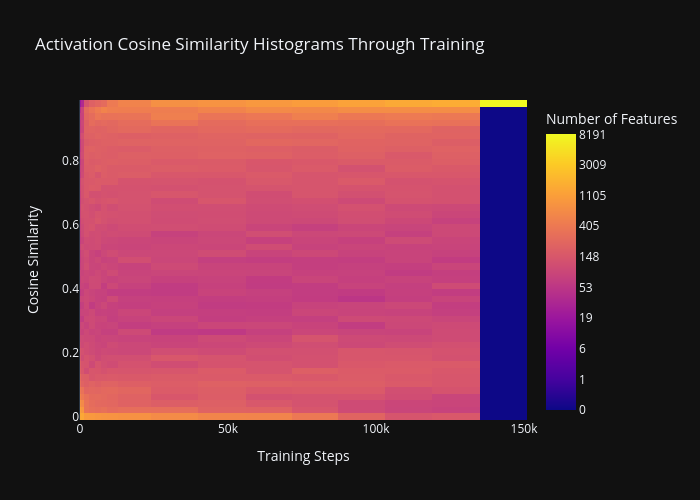 Activation Cosine Similarity Histograms Through Training
Number of Features
8191
3009
1105
405
148
53
19
6
1
0
Cosine Similarity
0.8
0.6
0.4
0.2
0
0
50k
100k
150k
Training Steps